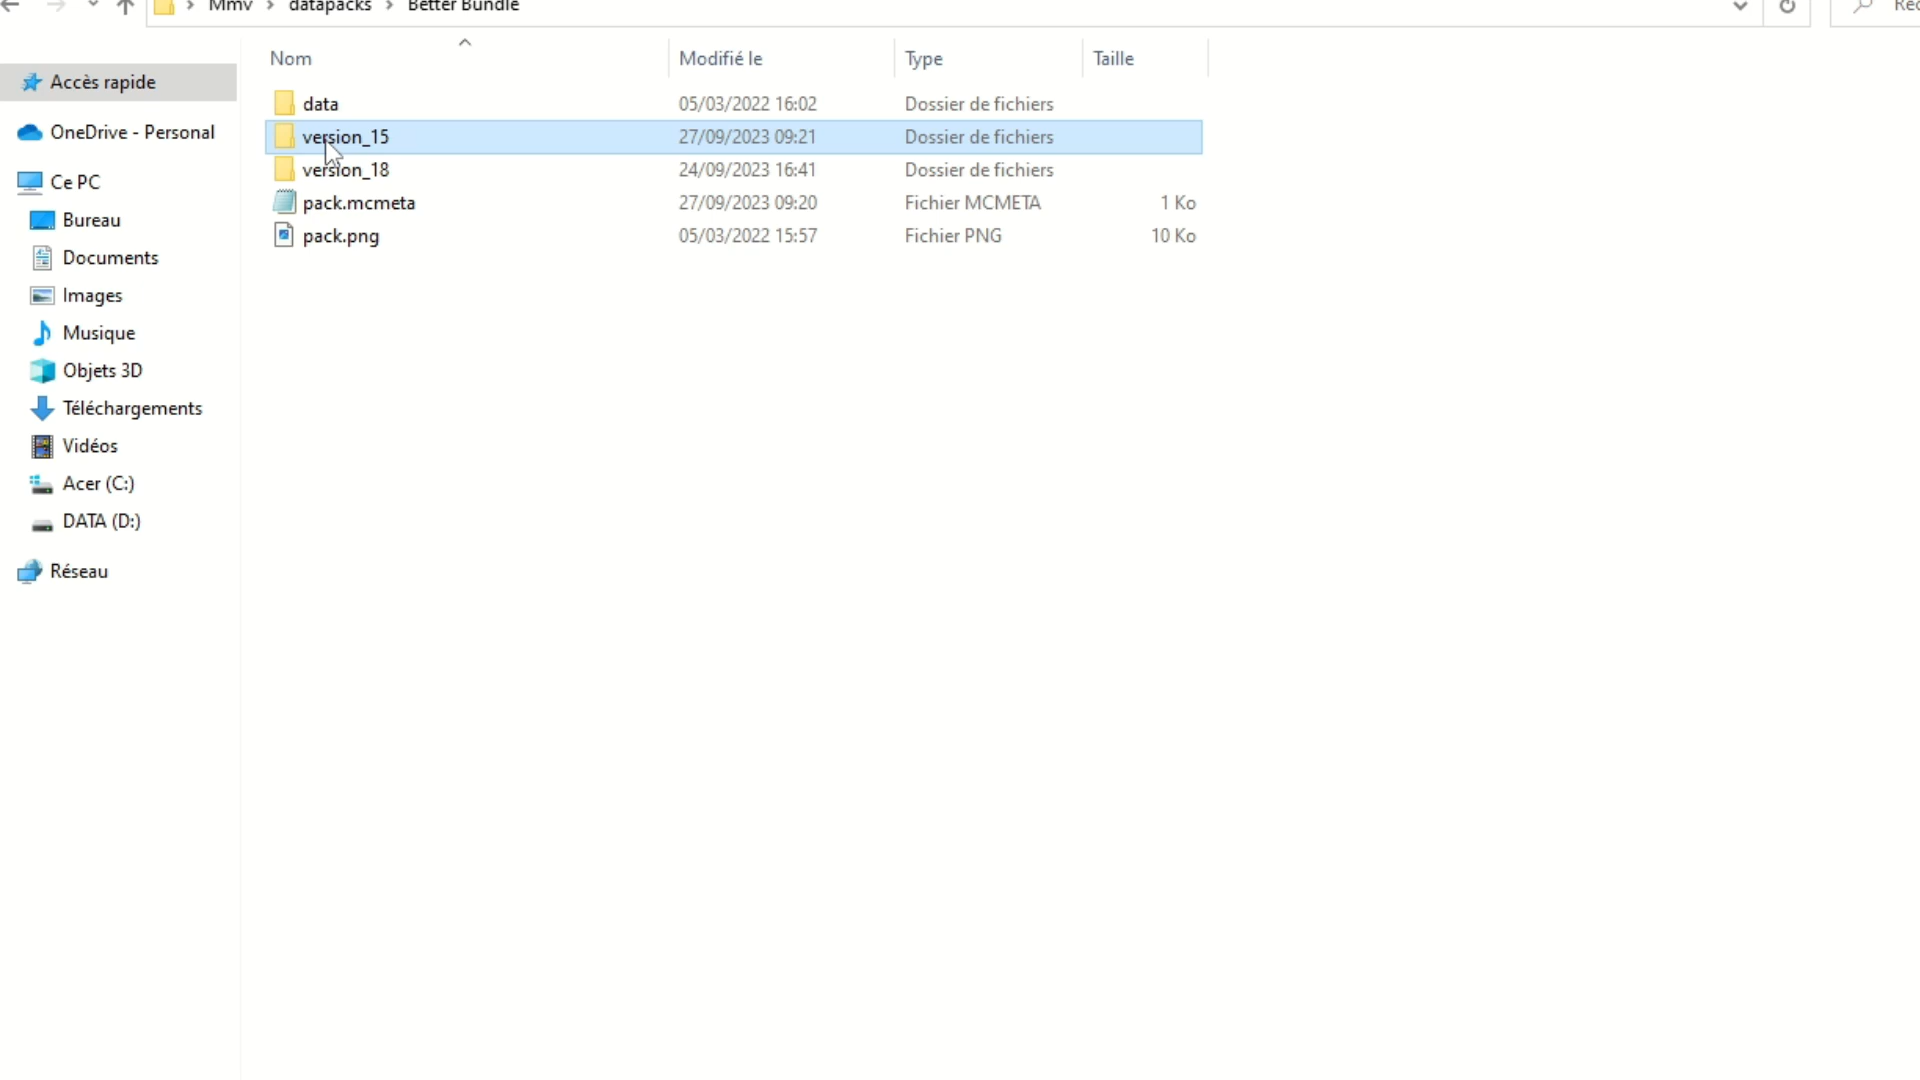 Mmv > datapacks > Better Bundle
Nom Modifié le Type Taille
Accès rapide
OneDrive - Personal
Ce PC
Bureau
Documents
Images
Musique
Objets 3D
Téléchargements
Vidéos
Acer (C:)
DATA (D:)
Réseau
data 05/03/2022 16:02 Dossier de fichiers
version_15 27/09/2023 09:21 Dossier de fichiers
version_18 24/09/2023 16:41 Dossier de fichiers
pack.mcmeta 27/09/2023 09:20 Fichier MCMETA 1 Ko
pack.png 05/03/2022 15:57 Fichier PNG 10 Ko